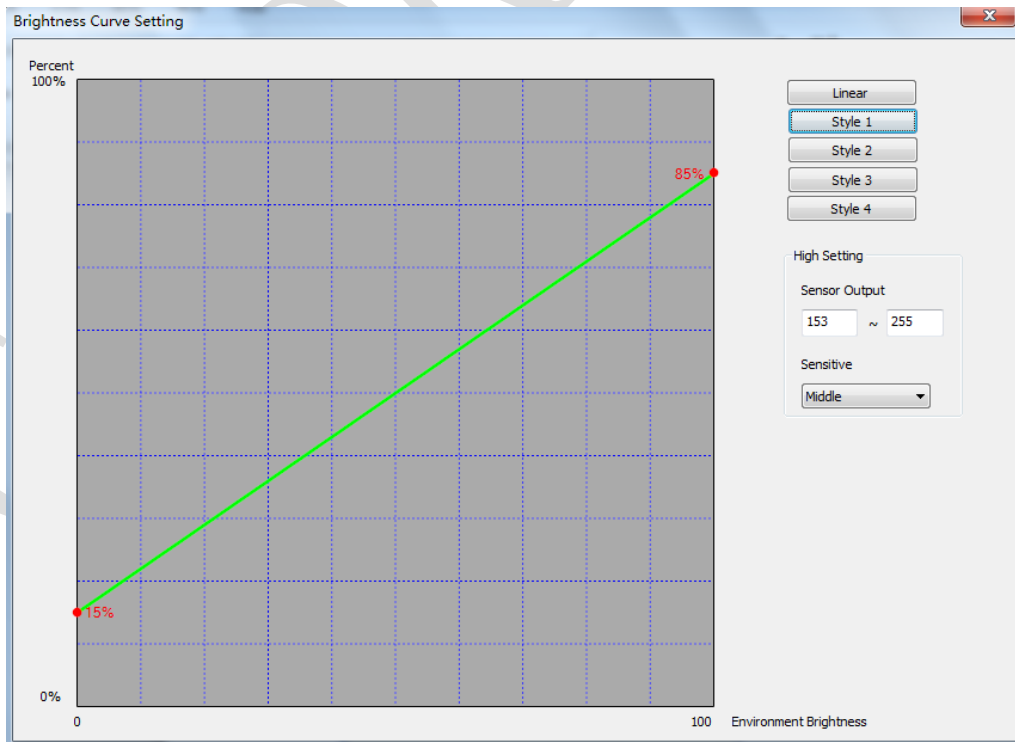 Brightness Curve Setting
x
Percent
100%
Linear
Style 1
Style 2
85%
Style 3
Style 4
High Setting
Sensor Output
153 ~ 255
Sensitive
Middle
15%
0%
0
100 Environment Brightness